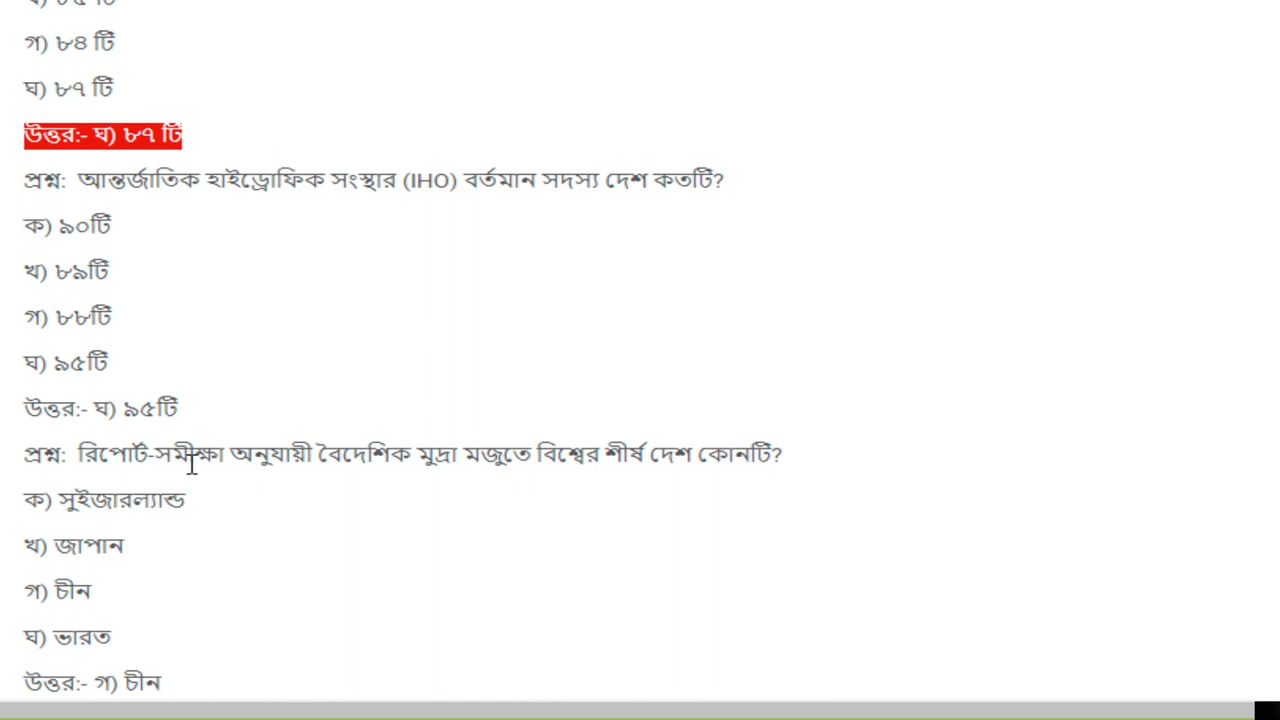 গ) ৮৪ টি
ঘ) ৮৭ টি
উত্তর:- ঘ) ৮৭ টি
প্রশ্ন: আন্তর্জাতিক হাইড্রোফিক সংস্থার (IHO) বর্তমান সদস্য দেশ কতটি?
ক) ৯০টি
খ) ৮৯টি
গ) ৮৮টি
ঘ) ৯৫টি
উত্তর:- ঘ) ৯৫টি
প্রশ্ন: রিপোর্ট-সমীক্ষা অনুযায়ী বৈদেশিক মুদ্রা মজুতে বিশ্বের শীর্ষ দেশ কোনটি?
ক) সুইজারল্যান্ড
খ) জাপান
গ) চীন
ঘ) ভারত
উত্তর:- গ) চীন